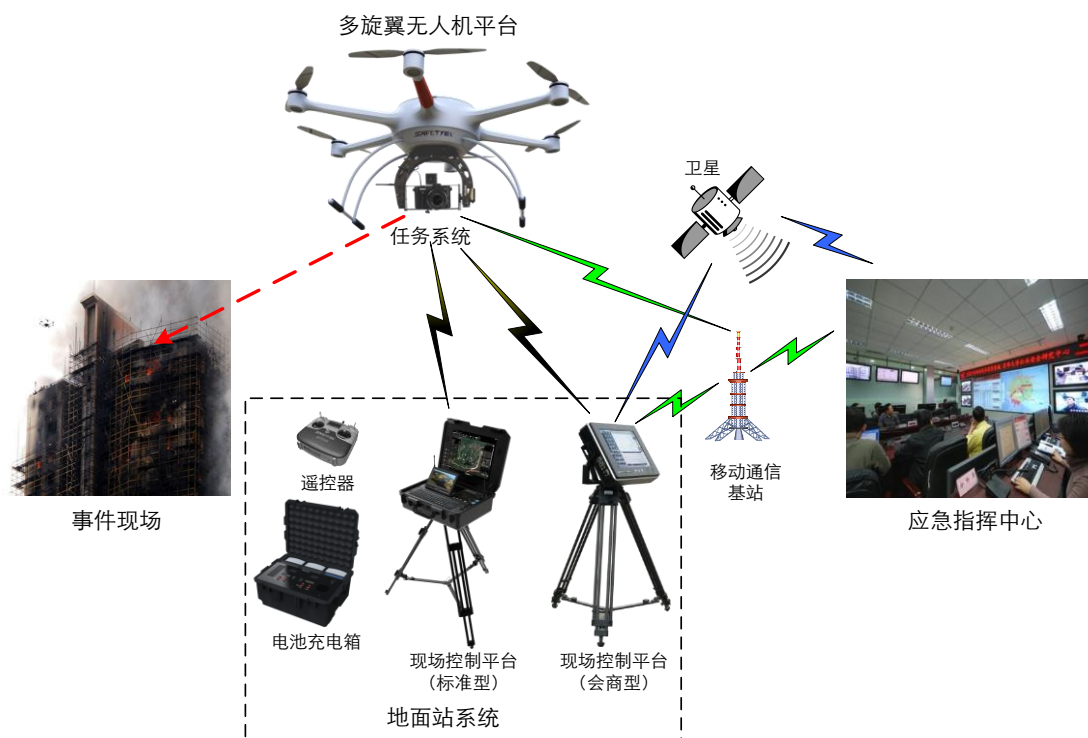 多旋翼无人机平台
卫星
任务系统
遥控器
移动通信
基站
事件现场
应急指挥中心
电池充电箱
现场控制平台
（标准型）
现场控制平台
（会商型）
地面站系统